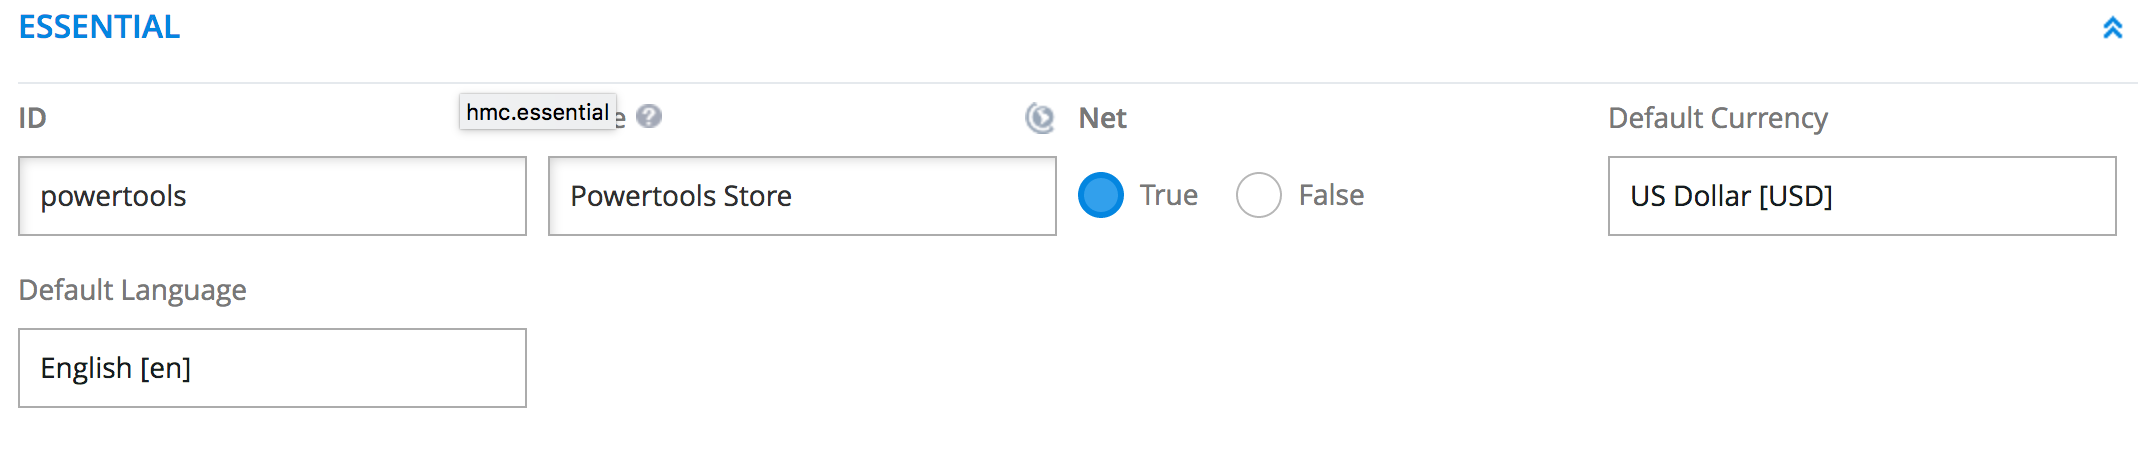 ESSENTIAL
ID
hmc.essential
Net
Default Currency
powertools
Powertools Store
True
False
US Dollar [USD]
Default Language
English [en]